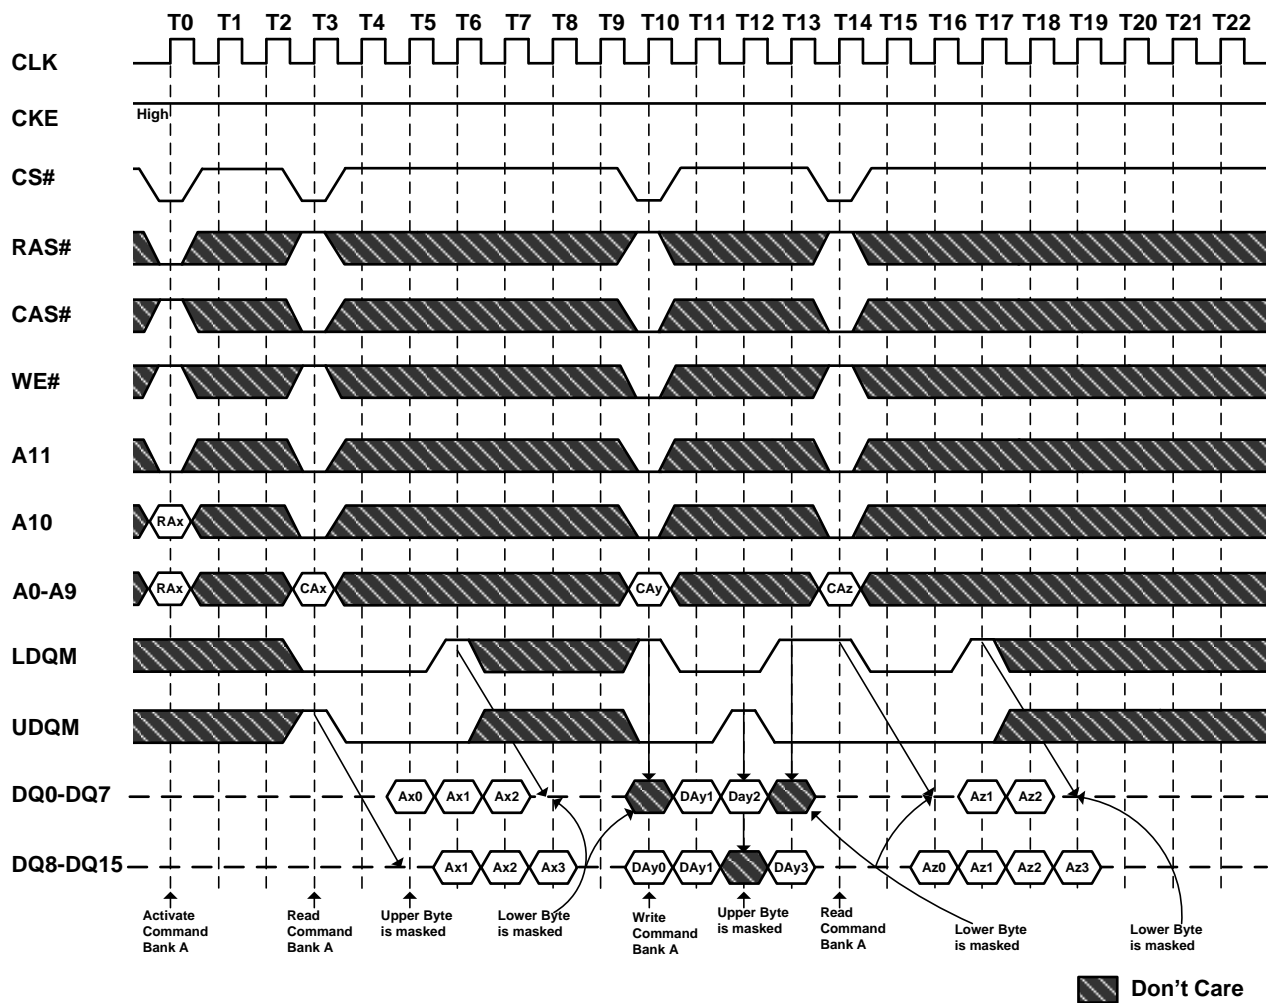 T0 T1 T2 T3 T4 T5 T6 T7 T8 T9 T10 T11 T12 T13 T14 T15 T16 T17 T18 T19 T20 T21 T22
CLK
CKE
High
CS#
RAS#
CAS#
WE#
A11
A10
RAx
A0-A9
RAx CAx CAy CAz
LDQM
UDQM
DQ0-DQ7
Ax0 Ax1 Ax2 DAy1 Day2 Az1 Az2
DQ8-DQ15
Ax1 Ax2 Ax3 DAy0 DAy1 DAy3 Az0 Az1 Az2 Az3
Activate
Command
Bank A
Read
Command
Bank A
Upper Byte
is masked
Lower Byte
is masked
Write
Command
Bank A
Upper Byte
is masked
Read
Command
Bank A
Lower Byte
is masked
Lower Byte
is masked
Don't Care